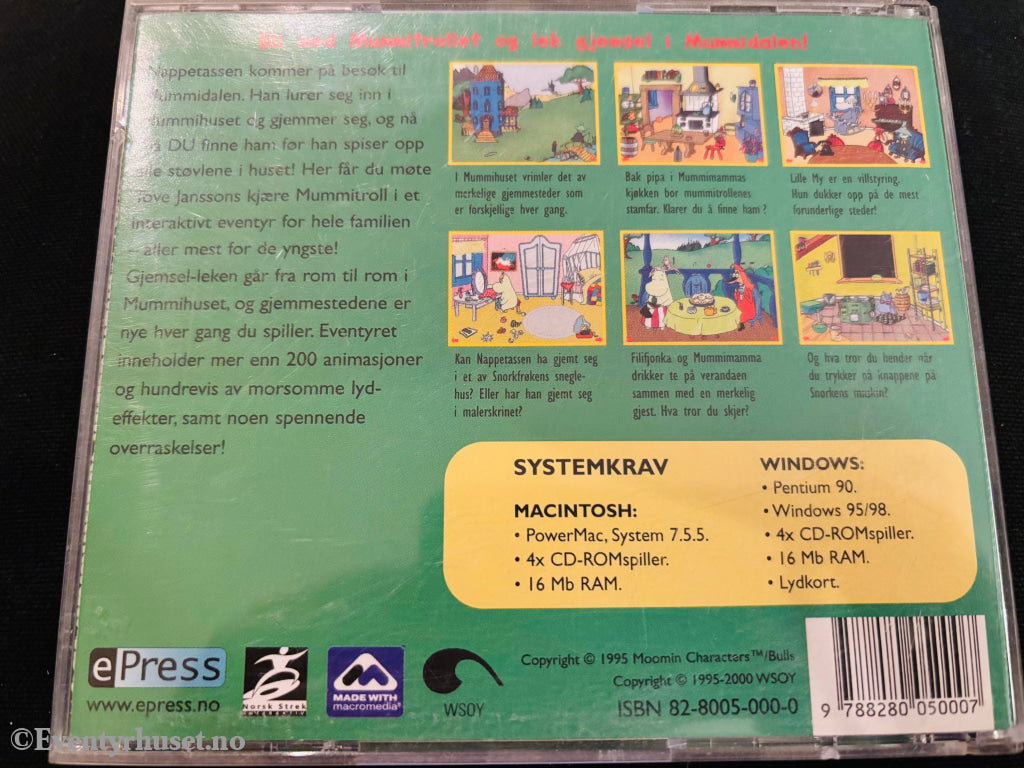 med Mummitrollet og lek gjemsel i Mummidalen!
Nappetassen kommer på besøk til
Mummidalen. Han lurer seg inn i
Mummihuset og gjemmer seg, og nå
DU finne ham før han spiser opp
alle støvlene i huset! Her får du møte
Tove Janssons kjære Mummitroll i et
interaktivt eventyr for hele familien
– aller mest for de yngste!
Gjemsel-leken går fra rom til rom i
Mummihuset, og gjemmestedene er
nye hver gang du spiller. Eventyret
inneholder mer enn 200 animasjoner
og hundrevis av morsomme lyd-
effekter, samt noen spennende
overraskelser!
I Mummihuset vrimler det av
merkelige gjemmesteder som
er forskjellige hver gang.
Bak pipa i Mummimammas
kjøkken bor mummitrollenes
stamfar. Klarer du å finne ham?
Lille My er en villstyring.
Hun dukker opp på de mest
forunderlige steder!
Kan Nappetassen ha gjemt seg
i et av Snorkfrøkens snegle-
hus? Eller har han gjemt seg
i malerskrinet?
Filifjonka og Mummimamma
drikker te på verandaen
sammen med en merkelig
gjest. Hva tror du skjer?
Og hva tror du hender når
du trykker på knappene på
Snorkens maskin?
SYSTEMKRAV
MACINTOSH:
• PowerMac, System 7.5.5.
• 4x CD-ROMspiller.
• 16 Mb RAM.
WINDOWS:
• Pentium 90.
• Windows 95/98.
• 4x CD-ROMspiller.
• 16 Mb RAM.
• Lydkort.
ePress
www.epress.no
Norsk Strek
MADE WITH
macromedia®
WSOY
Copyright © 1995 Moomin Characters™/Bulls
Copyright © 1995-2000 WSOY
ISBN 82-8005-000-0
9 788280 050007
©Eventyrhuset.no